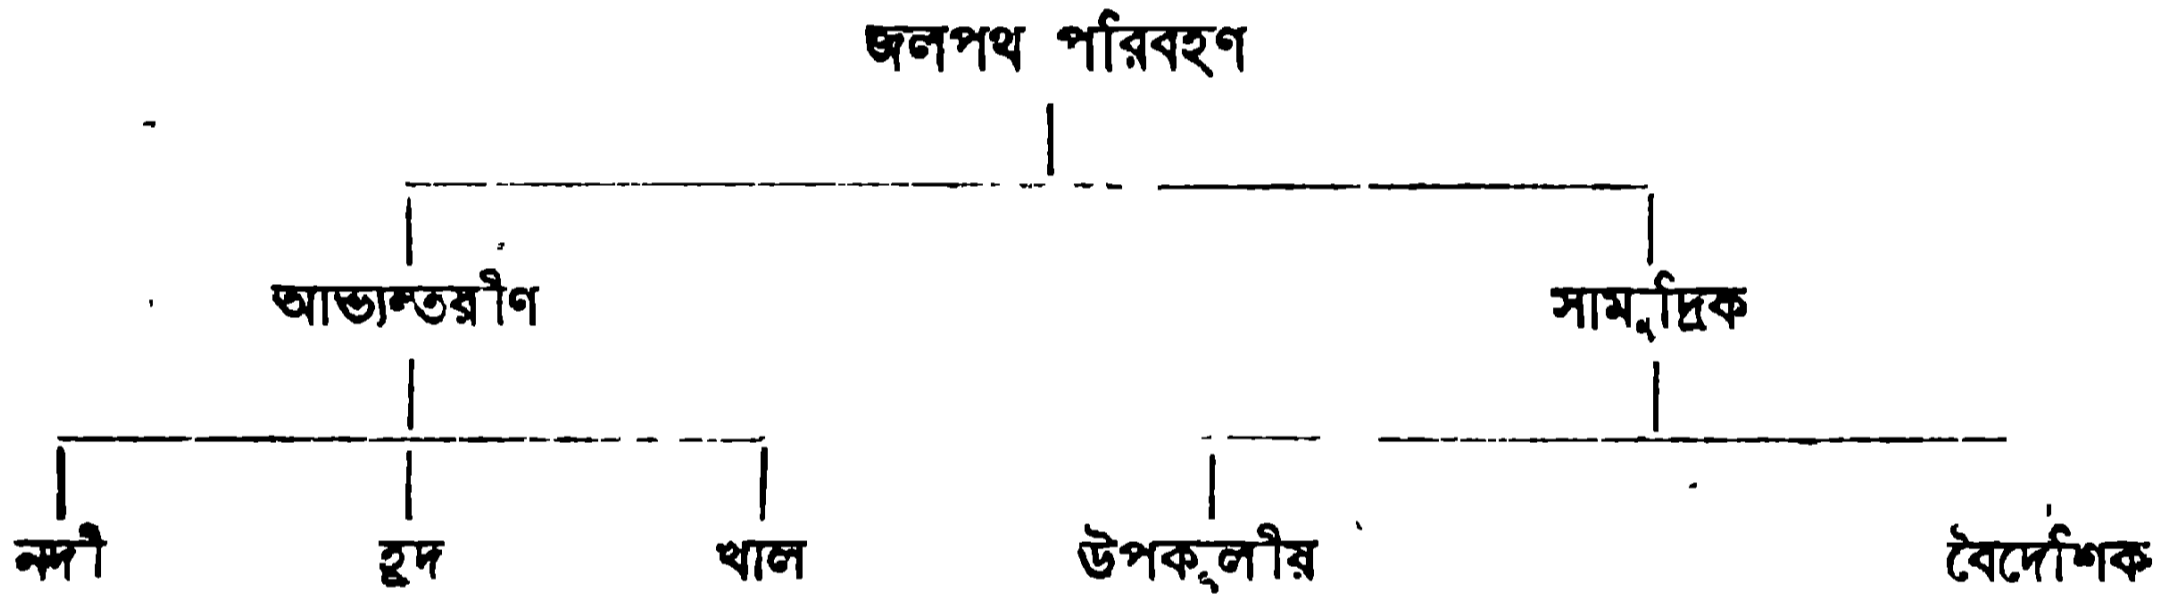 জলপথ পরিবহণ
আভ্যন্তরীণ সামুদ্রিক
নদী হ্রদ খাল উপকূলীয় বৈদেশিক